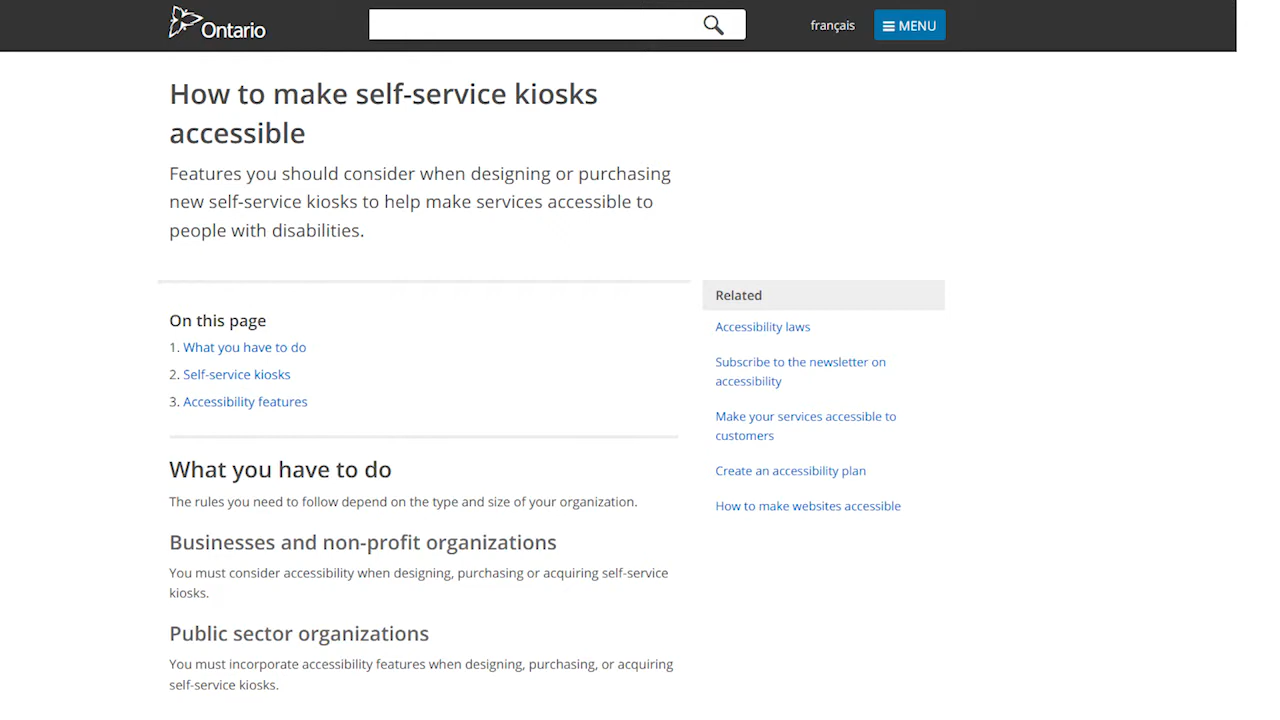 Ontario
français
MENU
How to make self-service kiosks
accessible
Features you should consider when designing or purchasing
new self-service kiosks to help make services accessible to
people with disabilities.
On this page
1. What you have to do
2. Self-service kiosks
3. Accessibility features
What you have to do
The rules you need to follow depend on the type and size of your organization.
Businesses and non-profit organizations
You must consider accessibility when designing, purchasing or acquiring self-service
kiosks.
Public sector organizations
You must incorporate accessibility features when designing, purchasing, or acquiring
self-service kiosks.
Related
Accessibility laws
Subscribe to the newsletter on
accessibility
Make your services accessible to
customers
Create an accessibility plan
How to make websites accessible